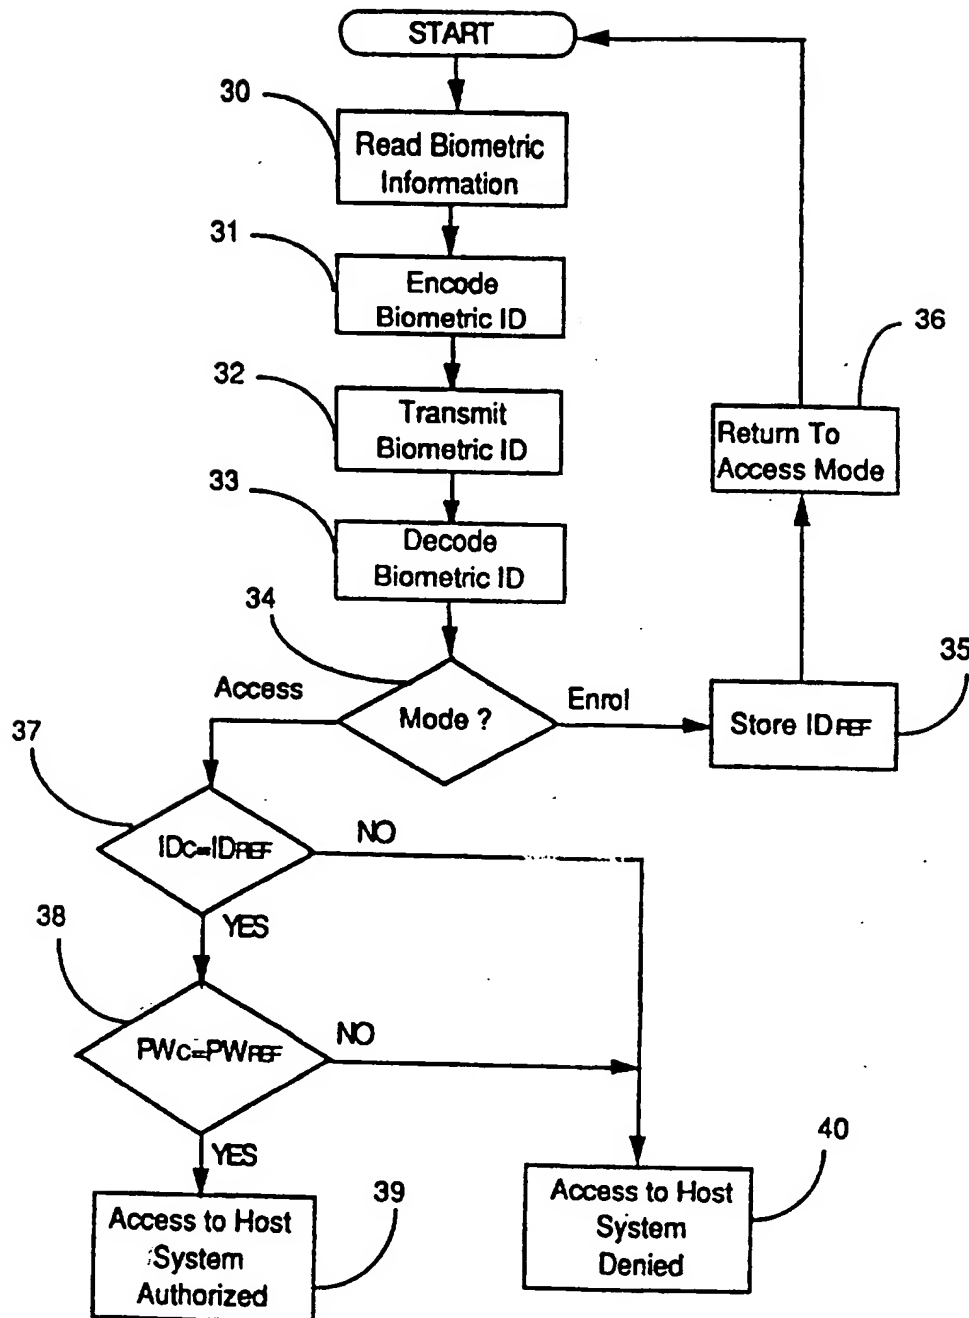 START
30
Read Biometric
Information
31
Encode
Biometric ID
32
Transmit
Biometric ID
36
Return To
Access Mode
33
Decode
Biometric ID
34
Access
Mode ?
Enrol
35
Store IDREF
37
IDC=IDREF
NO
YES
38
PWC=PWREF
NO
YES
39
Access to Host
System
Authorized
40
Access to Host
System
Denied